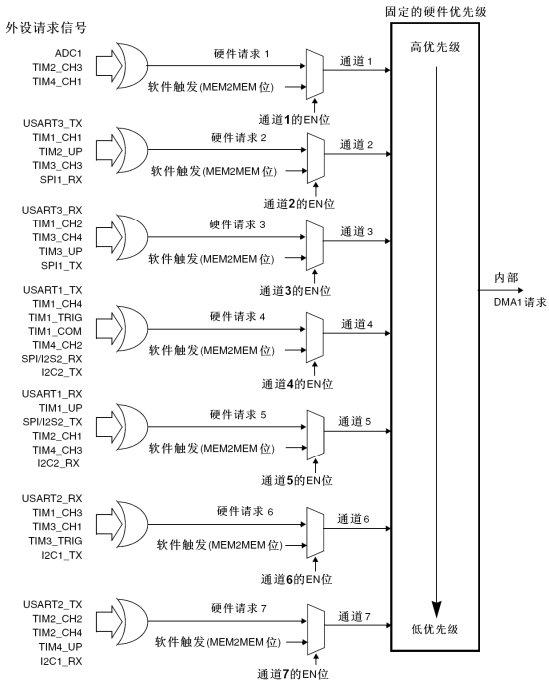 固定的硬件优先级
外设请求信号
高优先级
ADC1
TIM2_CH3
TIM4_CH1
硬件请求 1
软件触发(MEM2MEM位)
通道1的EN位
通道 1
USART3_TX
TIM1_CH1
TIM2_UP
TIM3_CH3
SPI1_RX
硬件请求 2
软件触发(MEM2MEM 位)
通道2的EN位
通道 2
USART3_RX
TIM1_CH2
TIM3_CH4
TIM3_UP
SPI1_TX
硬件请求 3
软件触发(MEM2MEM 位)
通道3的EN位
通道3
USART1_TX
TIM1_CH4
TIM1_TRIG
TIM1_COM
TIM4_CH2
SPI/I2S2_RX
I2C2_TX
硬件请求 4
软件触发(MEM2MEM 位)
通道4的EN位
通道4
USART1_RX
TIM1_UP
SPI/I2S2_TX
TIM2_CH1
TIM4_CH3
I2C2_RX
硬件请求 5
软件触发(MEM2MEM 位)
通道5的EN位
通道 5
USART2_RX
TIM1_CH3
TIM3_CH1
TIM3_TRIG
I2C1_TX
硬件请求 6
软件触发(MEM2MEM 位)
通道6的EN位
通道6
USART2_TX
TIM2_CH2
TIM2_CH4
TIM4_UP
I2C1_RX
硬件请求 7
软件触发(MEM2MEM 位)
通道7的EN位
通道7
低优先级
内部
DMA1 请求